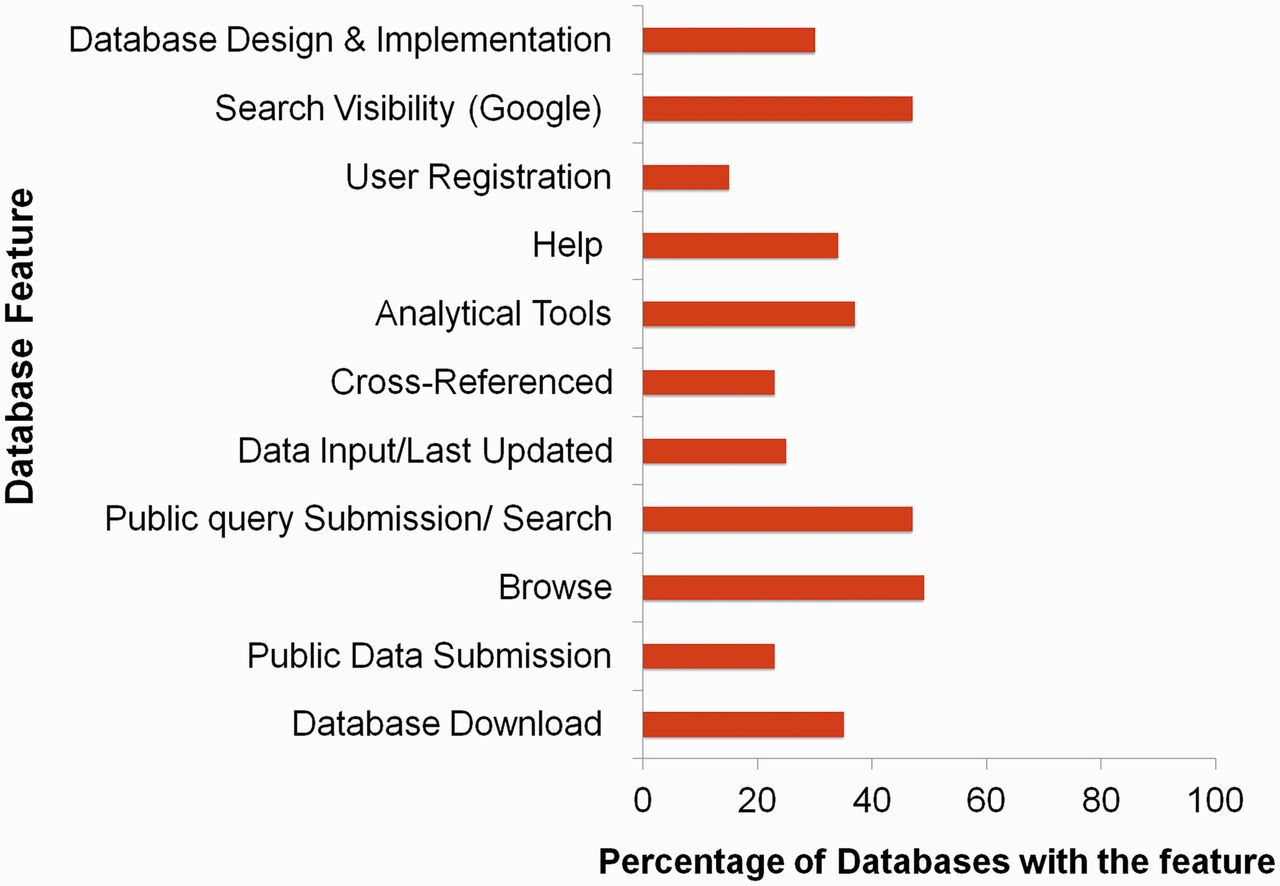 Database Feature
Database Design & Implementation
Search Visibility (Google)
User Registration
Help
Analytical Tools
Cross-Referenced
Data Input/Last Updated
Public query Submission/ Search
Browse
Public Data Submission
Database Download
0 20 40 60 80 100
Percentage of Databases with the feature